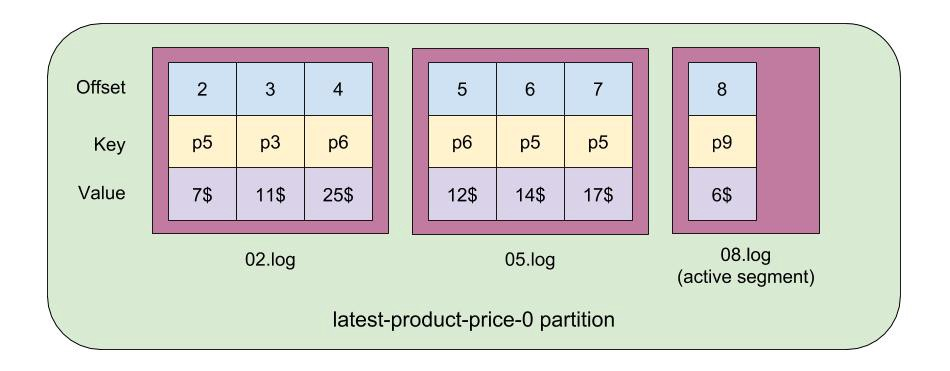 Offset 2 3 4 5 6 7 8
Key p5 p3 p6 p6 p5 p5 p9
Value 7$ 11$ 25$ 12$ 14$ 17$ 6$
02.log 05.log 08.log
(active segment)
latest-product-price-0 partition